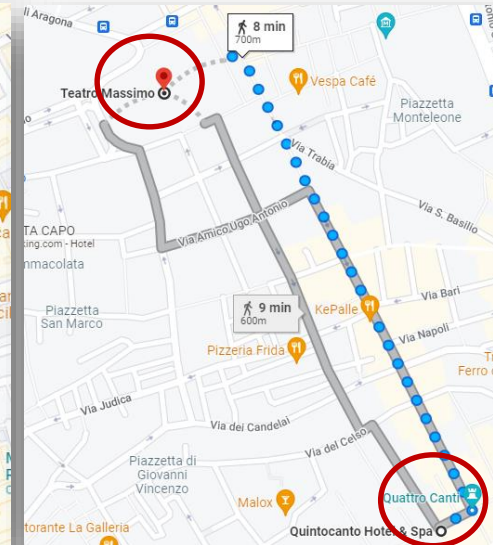 li Aragona
8 min
700m
Teatro Massimo
Vespa Café
Piazzetta
Monteleone
Via Trabia
TA CAPO
king.com - Hotel
Via Amico Ugo Antonio
Via S. Basilio
mmacolata
Piazzetta
San Marco
9 min
600m
KePalle
Via Bari
Pizzeria Frida
Via Napoli
Ferro
Via Judica
Via dei Candelai
Via del Celso
Piazzetta di
Giovanni
Vincenzo
Malox
Quattro Canti
torante La Galleria
Quintocanto Hotel & Spa